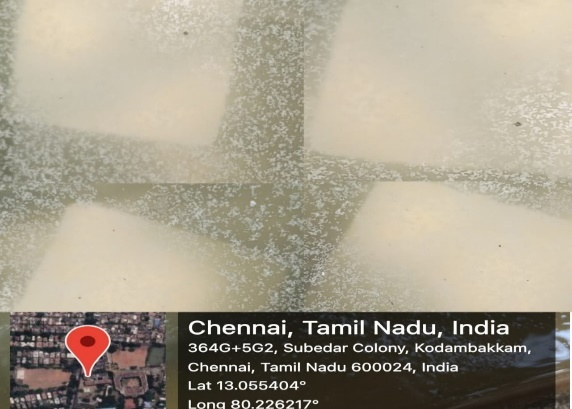 Chennai, Tamil Nadu, India
364G+5G2, Subedar Colony, Kodambakkam,
Chennai, Tamil Nadu 600024, India
Lat 13.055404°
Long 80.226217°